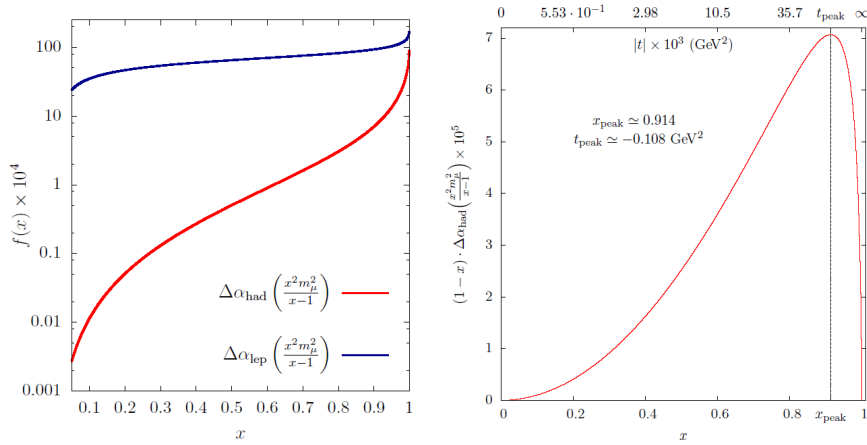 100
10
1
0.1
0.01
0.001
f(x) × 10⁴
Δα_had (x²m_μ²/(x−1))
Δα_lep (x²m_μ²/(x−1))
0.1 0.2 0.3 0.4 0.5 0.6 0.7 0.8 0.9 1
x
0 5.53 · 10⁻¹ 2.98 10.5 35.7 t_peak ∞
|t| × 10³ (GeV²)
x_peak ≃ 0.914
t_peak ≃ −0.108 GeV²
7
6
5
4
3
2
1
0
(1 − x) · Δα_had (x²m_μ²/(x−1)) × 10⁵
0 0.2 0.4 0.6 0.8 x_peak 1
x